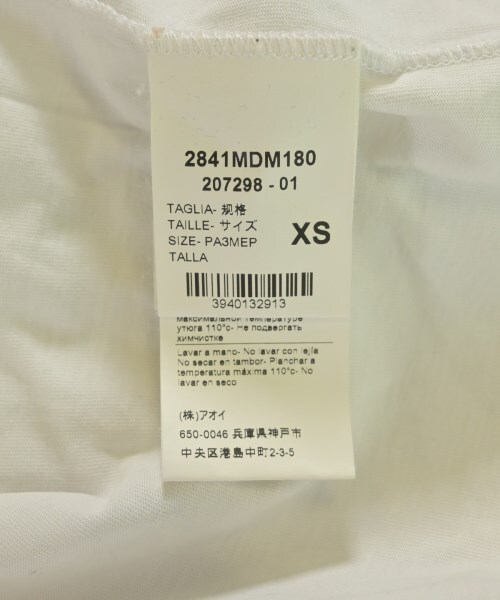 2841MDM180
207298 - 01
TAGLIA- 规格
TAILLE- サイズ
SIZE- РАЗМЕР
TALLA
XS
3940132913
максимальной температуре
утюга 110°c- Не подвергать
химчистке
Lavar a mano- No lavar con lejía
No secar en tambor- Planchar a
temperatura máxima 110°c- No
lavar en seco
(株)アオイ
650-0046 兵庫県神戸市
中央区港島中町2-3-5